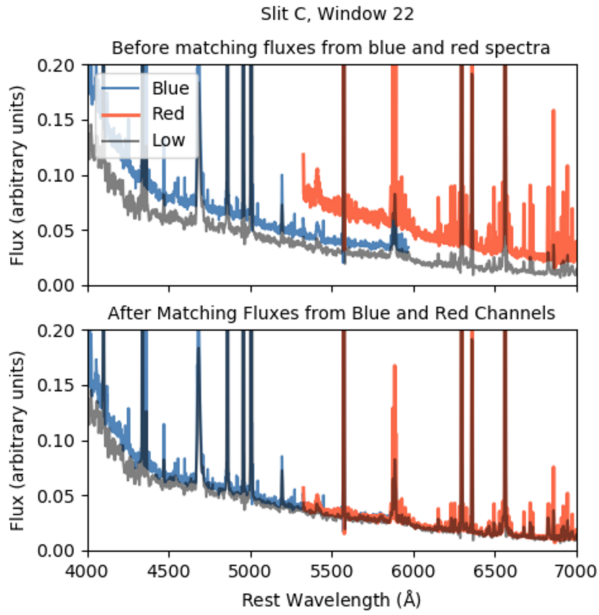 Slit C, Window 22
Before matching fluxes from blue and red spectra
0.20
0.15
0.10
0.05
0.00
Flux (arbitrary units)
Blue
Red
Low
After Matching Fluxes from Blue and Red Channels
0.20
0.15
0.10
0.05
0.00
Flux (arbitrary units)
4000 4500 5000 5500 6000 6500 7000
Rest Wavelength (Å)